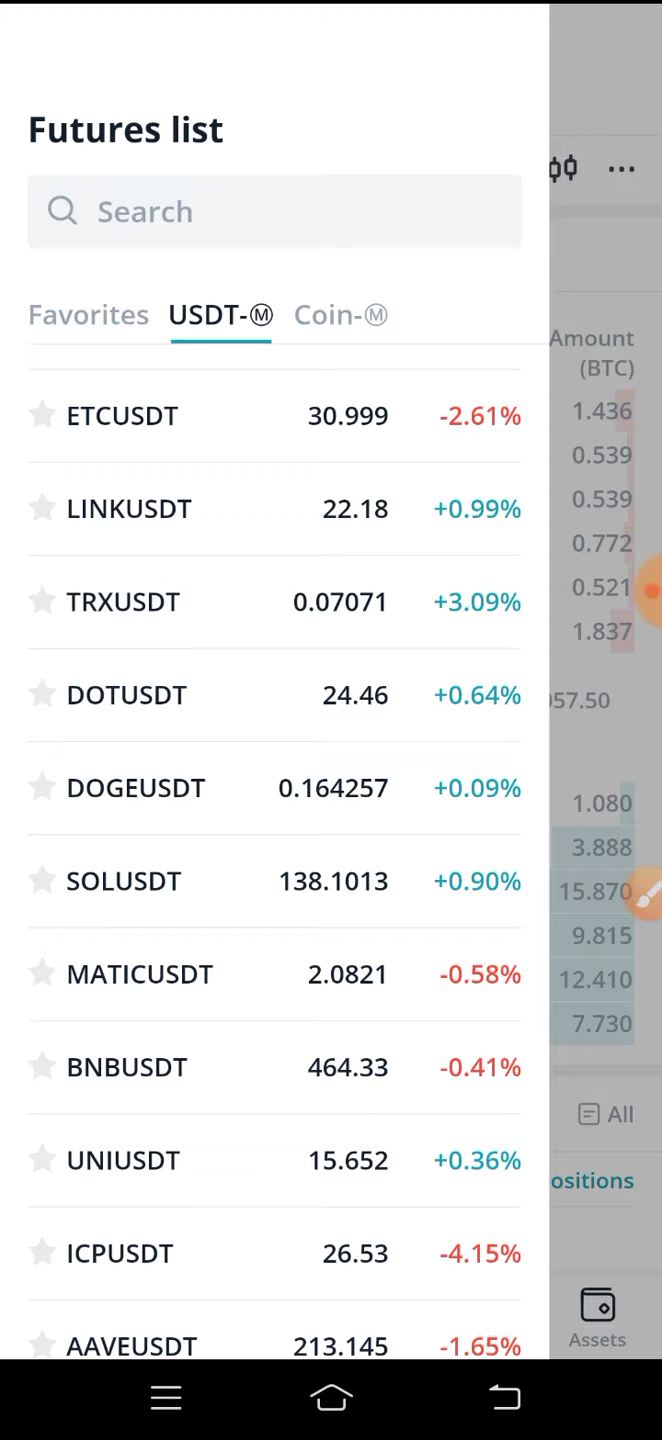 Futures list
Search
Favorites USDT-Ⓜ Coin-Ⓜ
ETCUSDT 30.999 -2.61%
LINKUSDT 22.18 +0.99%
TRXUSDT 0.07071 +3.09%
DOTUSDT 24.46 +0.64%
DOGEUSDT 0.164257 +0.09%
SOLUSDT 138.1013 +0.90%
MATICUSDT 2.0821 -0.58%
BNBUSDT 464.33 -0.41%
UNIUSDT 15.652 +0.36%
ICPUSDT 26.53 -4.15%
AAVEUSDT 213.145 -1.65%
Amount
(BTC)
1.436
0.539
0.539
0.772
0.521
1.837
57.50
1.080
3.888
15.870
9.815
12.410
7.730
All
ositions
Assets